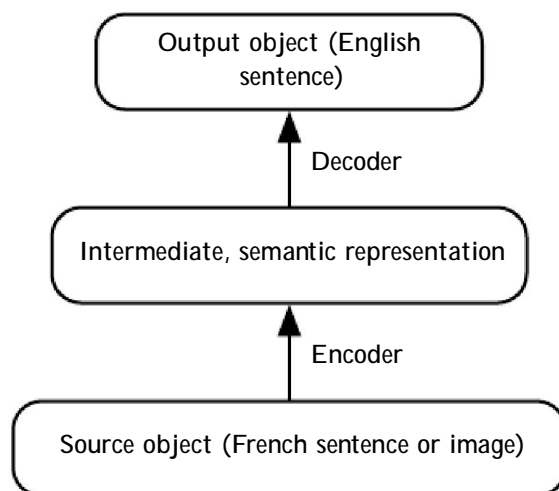 Output object (English
sentence)
Decoder
Intermediate, semantic representation
Encoder
Source object (French sentence or image)